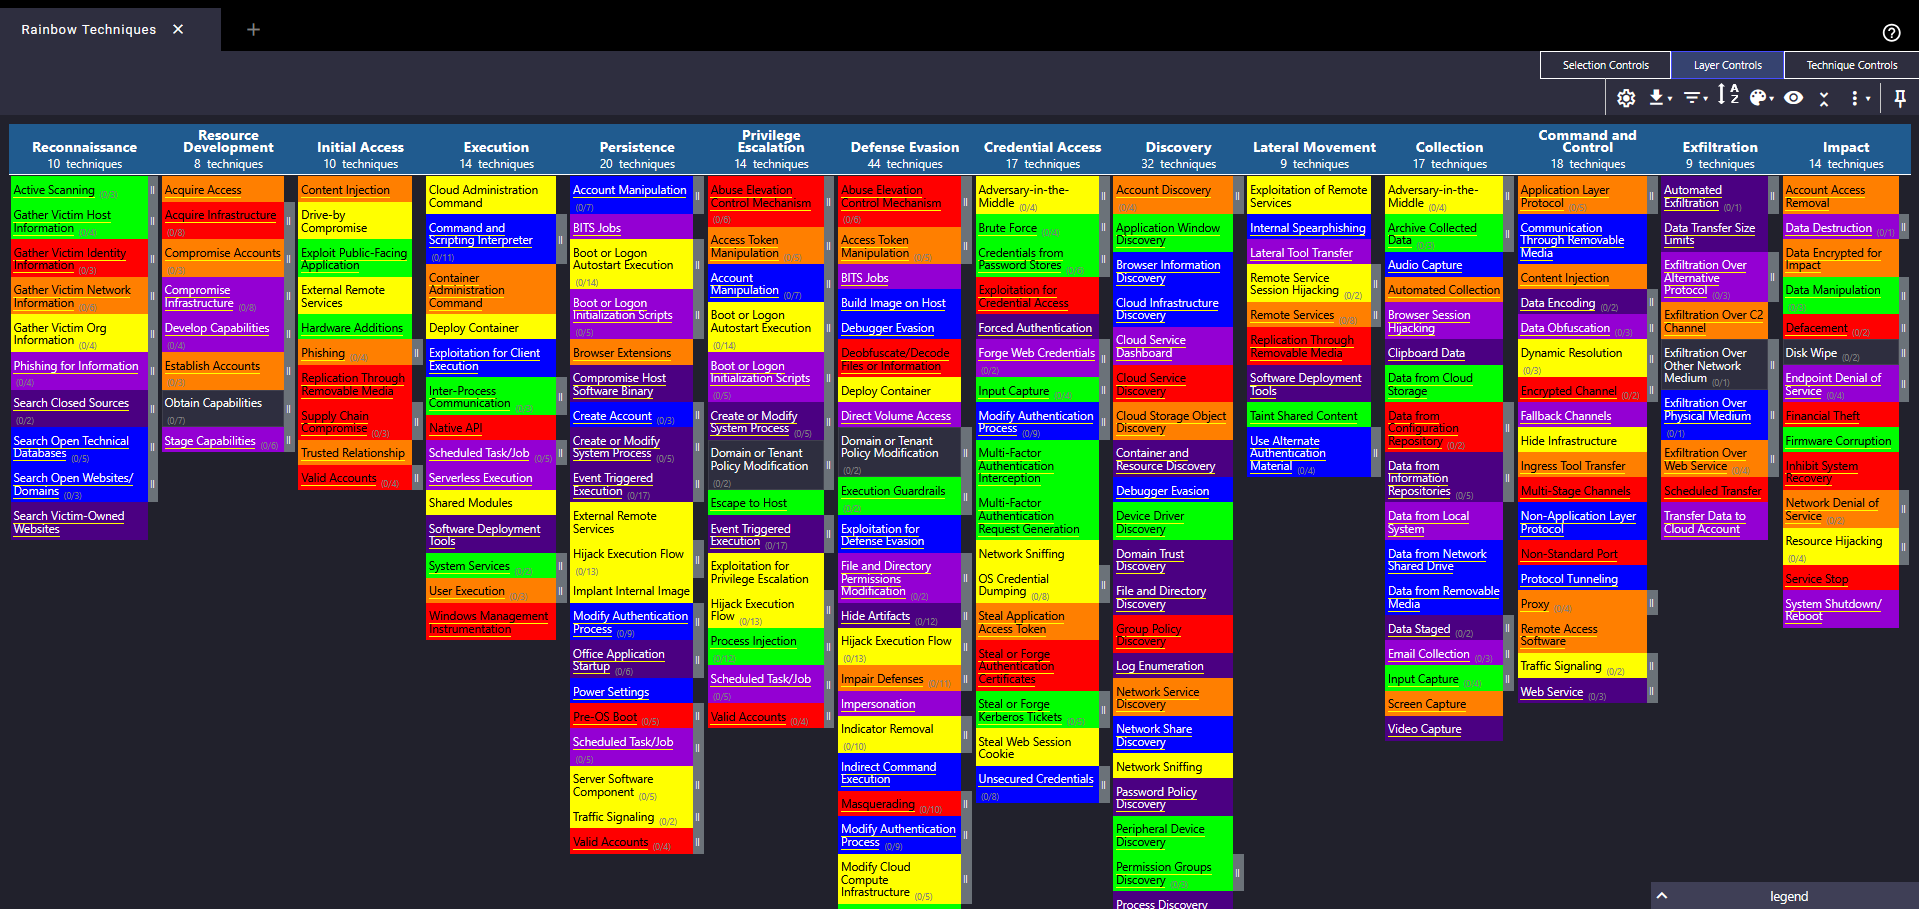 Rainbow Techniques
Selection Controls
Layer Controls
Technique Controls
Reconnaissance
10 techniques
Active Scanning (0/3)
Gather Victim Host
Information (0/4)
Gather Victim Identity
Information (0/3)
Gather Victim Network
Information (0/6)
Gather Victim Org
Information (0/4)
Phishing for Information
(0/4)
Search Closed Sources
(0/2)
Search Open Technical
Databases (0/5)
Search Open Websites/
Domains (0/3)
Search Victim-Owned
Websites
Resource
Development
8 techniques
Acquire Access
Acquire Infrastructure
(0/8)
Compromise Accounts
(0/3)
Compromise
Infrastructure (0/8)
Develop Capabilities
(0/4)
Establish Accounts
(0/3)
Obtain Capabilities
(0/7)
Stage Capabilities (0/6)
Initial Access
10 techniques
Content Injection
Drive-by
Compromise
Exploit Public-Facing
Application
External Remote
Services
Hardware Additions
Phishing (0/4)
Replication Through
Removable Media
Supply Chain
Compromise (0/3)
Trusted Relationship
Valid Accounts (0/4)
Execution
14 techniques
Cloud Administration
Command
Command and
Scripting Interpreter
(0/11)
Container
Administration
Command
Deploy Container
Exploitation for Client
Execution
Inter-Process
Communication (0/3)
Native API
Scheduled Task/Job (0/5)
Serverless Execution
Shared Modules
Software Deployment
Tools
System Services (0/2)
User Execution (0/3)
Windows Management
Instrumentation
Persistence
20 techniques
Account Manipulation
(0/7)
BITS Jobs
Boot or Logon
Autostart Execution
(0/14)
Boot or Logon
Initialization Scripts
(0/5)
Browser Extensions
Compromise Host
Software Binary
Create Account (0/3)
Create or Modify
System Process (0/5)
Event Triggered
Execution (0/17)
External Remote
Services
Hijack Execution Flow
(0/13)
Implant Internal Image
Modify Authentication
Process (0/9)
Office Application
Startup (0/6)
Power Settings
Pre-OS Boot (0/5)
Scheduled Task/Job
(0/5)
Server Software
Component (0/5)
Traffic Signaling (0/2)
Valid Accounts (0/4)
Privilege
Escalation
14 techniques
Abuse Elevation
Control Mechanism
(0/6)
Access Token
Manipulation (0/5)
Account
Manipulation (0/7)
Boot or Logon
Autostart Execution
(0/14)
Boot or Logon
Initialization Scripts
(0/5)
Create or Modify
System Process (0/5)
Domain or Tenant
Policy Modification
(0/2)
Escape to Host
Event Triggered
Execution (0/17)
Exploitation for
Privilege Escalation
Hijack Execution
Flow (0/13)
Process Injection
(0/12)
Scheduled Task/Job
(0/5)
Valid Accounts (0/4)
Defense Evasion
44 techniques
Abuse Elevation
Control Mechanism
(0/6)
Access Token
Manipulation (0/5)
BITS Jobs
Build Image on Host
Debugger Evasion
Deobfuscate/Decode
Files or Information
Deploy Container
Direct Volume Access
Domain or Tenant
Policy Modification
(0/2)
Execution Guardrails
(0/2)
Exploitation for
Defense Evasion
File and Directory
Permissions
Modification (0/2)
Hide Artifacts (0/12)
Hijack Execution Flow
(0/13)
Impair Defenses (0/11)
Impersonation
Indicator Removal
(0/10)
Indirect Command
Execution
Masquerading (0/10)
Modify Authentication
Process (0/9)
Modify Cloud
Compute
Infrastructure (0/5)
Credential Access
17 techniques
Adversary-in-the-
Middle (0/4)
Brute Force (0/4)
Credentials from
Password Stores (0/6)
Exploitation for
Credential Access
Forced Authentication
Forge Web Credentials
(0/2)
Input Capture (0/4)
Modify Authentication
Process (0/9)
Multi-Factor
Authentication
Interception
Multi-Factor
Authentication
Request Generation
Network Sniffing
OS Credential
Dumping (0/8)
Steal Application
Access Token
Steal or Forge
Authentication
Certificates
Steal or Forge
Kerberos Tickets (0/5)
Steal Web Session
Cookie
Unsecured Credentials
(0/8)
Discovery
32 techniques
Account Discovery
(0/4)
Application Window
Discovery
Browser Information
Discovery
Cloud Infrastructure
Discovery
Cloud Service
Dashboard
Cloud Service
Discovery
Cloud Storage Object
Discovery
Container and
Resource Discovery
Debugger Evasion
Device Driver
Discovery
Domain Trust
Discovery
File and Directory
Discovery
Group Policy
Discovery
Log Enumeration
Network Service
Discovery
Network Share
Discovery
Network Sniffing
Password Policy
Discovery
Peripheral Device
Discovery
Permission Groups
Discovery (0/3)
Process Discovery
Lateral Movement
9 techniques
Exploitation of Remote
Services
Internal Spearphishing
Lateral Tool Transfer
Remote Service
Session Hijacking (0/2)
Remote Services (0/8)
Replication Through
Removable Media
Software Deployment
Tools
Taint Shared Content
Use Alternate
Authentication
Material (0/4)
Collection
17 techniques
Adversary-in-the-
Middle (0/4)
Archive Collected
Data (0/3)
Audio Capture
Automated Collection
Browser Session
Hijacking
Clipboard Data
Data from Cloud
Storage
Data from
Configuration
Repository (0/2)
Data from
Information
Repositories (0/5)
Data from Local
System
Data from Network
Shared Drive
Data from Removable
Media
Data Staged (0/2)
Email Collection (0/3)
Input Capture (0/4)
Screen Capture
Video Capture
Command and
Control
18 techniques
Application Layer
Protocol (0/5)
Communication
Through Removable
Media
Content Injection
Data Encoding (0/2)
Data Obfuscation (0/3)
Dynamic Resolution
(0/3)
Encrypted Channel (0/2)
Fallback Channels
Hide Infrastructure
Ingress Tool Transfer
Multi-Stage Channels
Non-Application Layer
Protocol
Non-Standard Port
Protocol Tunneling
Proxy (0/4)
Remote Access
Software
Traffic Signaling (0/2)
Web Service (0/3)
Exfiltration
9 techniques
Automated
Exfiltration (0/1)
Data Transfer Size
Limits
Exfiltration Over
Alternative
Protocol (0/3)
Exfiltration Over C2
Channel
Exfiltration Over
Other Network
Medium (0/1)
Exfiltration Over
Physical Medium
(0/1)
Exfiltration Over
Web Service (0/4)
Scheduled Transfer
Transfer Data to
Cloud Account
Impact
14 techniques
Account Access
Removal
Data Destruction (0/1)
Data Encrypted for
Impact
Data Manipulation
(0/3)
Defacement (0/2)
Disk Wipe (0/2)
Endpoint Denial of
Service (0/4)
Financial Theft
Firmware Corruption
Inhibit System
Recovery
Network Denial of
Service (0/2)
Resource Hijacking
(0/4)
Service Stop
System Shutdown/
Reboot
legend